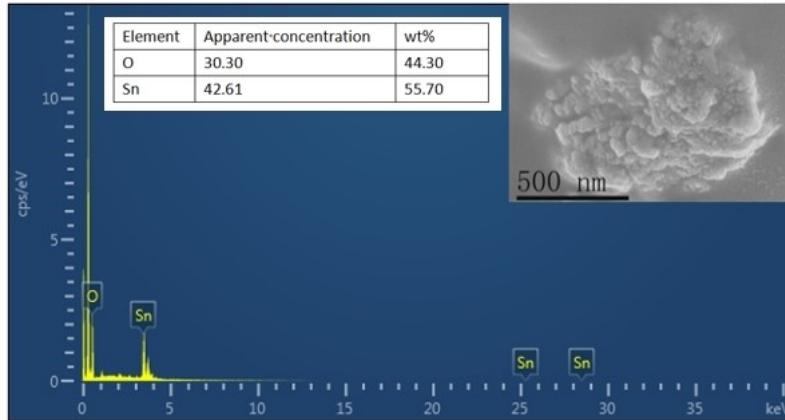 Element Apparent-concentration wt%
O 30.30 44.30
Sn 42.61 55.70
500 nm
10
cps/eV
5
O
Sn
Sn Sn
0
0 5 10 15 20 25 30 35 keV